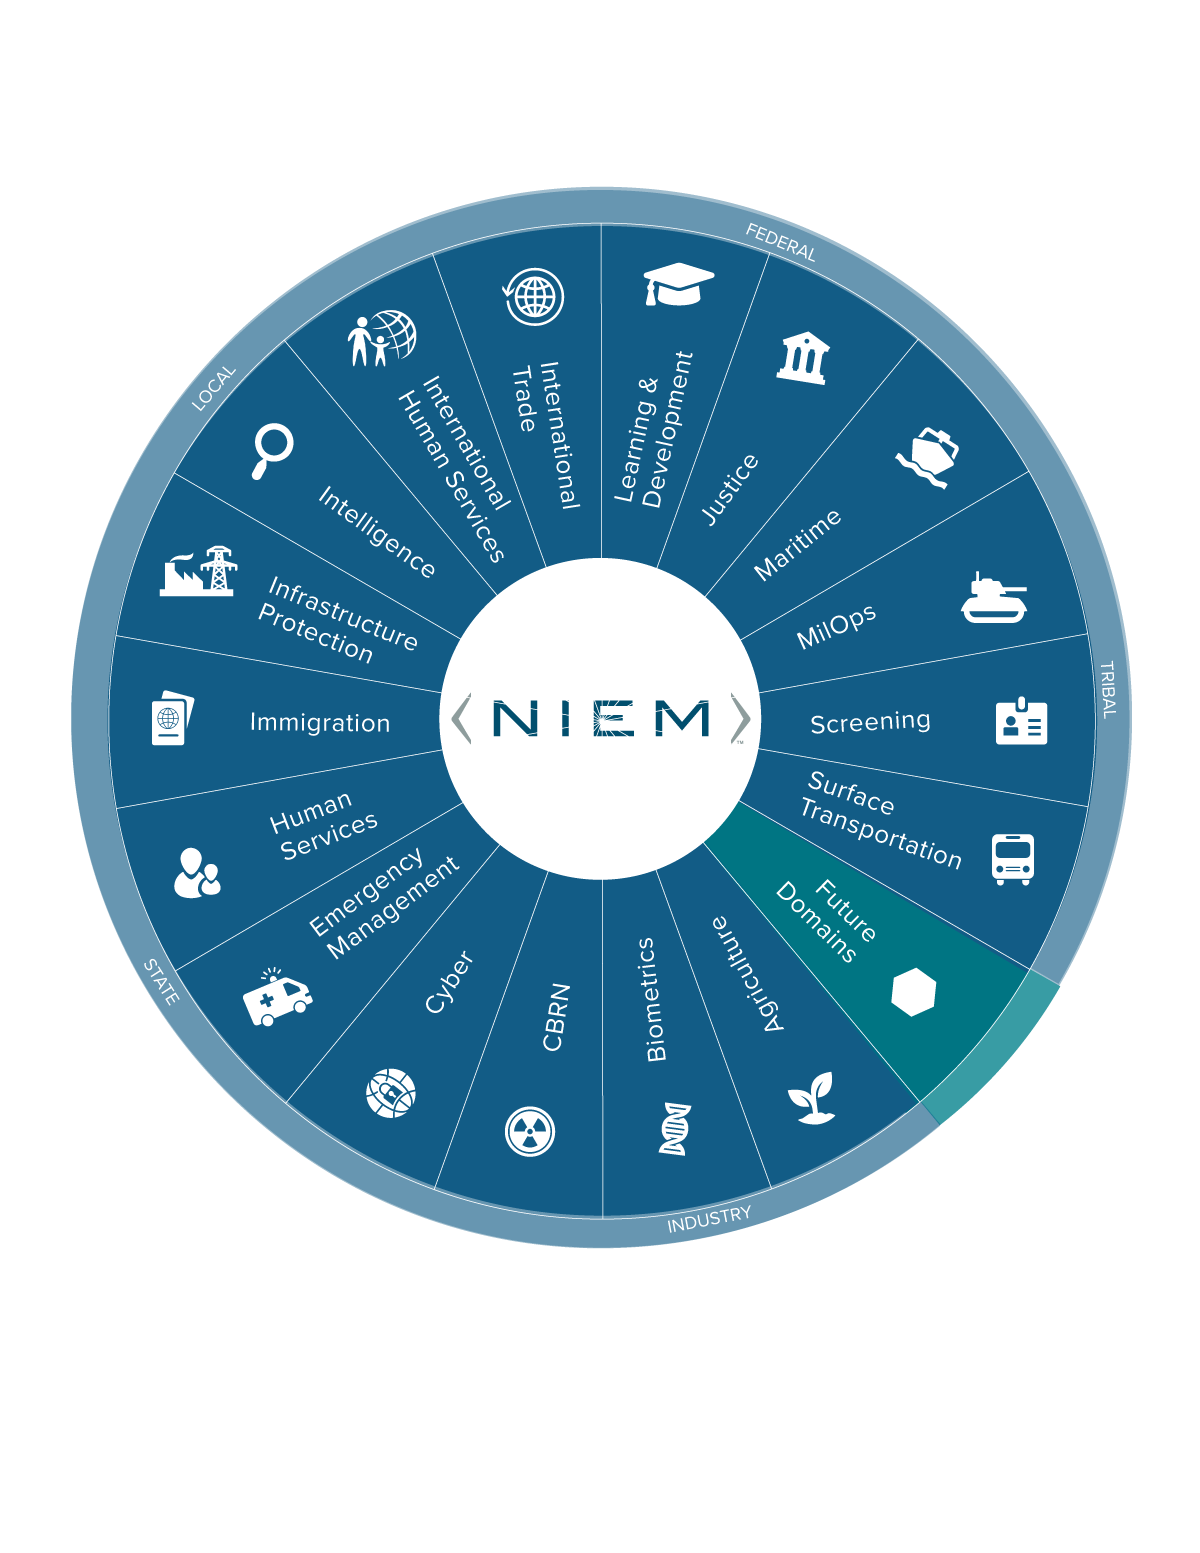 FEDERAL
TRIBAL
INDUSTRY
STATE
LOCAL
Learning &
Development
Justice
Maritime
MilOps
Screening
Surface
Transportation
Future
Domains
Agriculture
Biometrics
CBRN
Cyber
Emergency
Management
Human
Services
Immigration
Infrastructure
Protection
Intelligence
International
Human Services
International
Trade
NIEM
TM